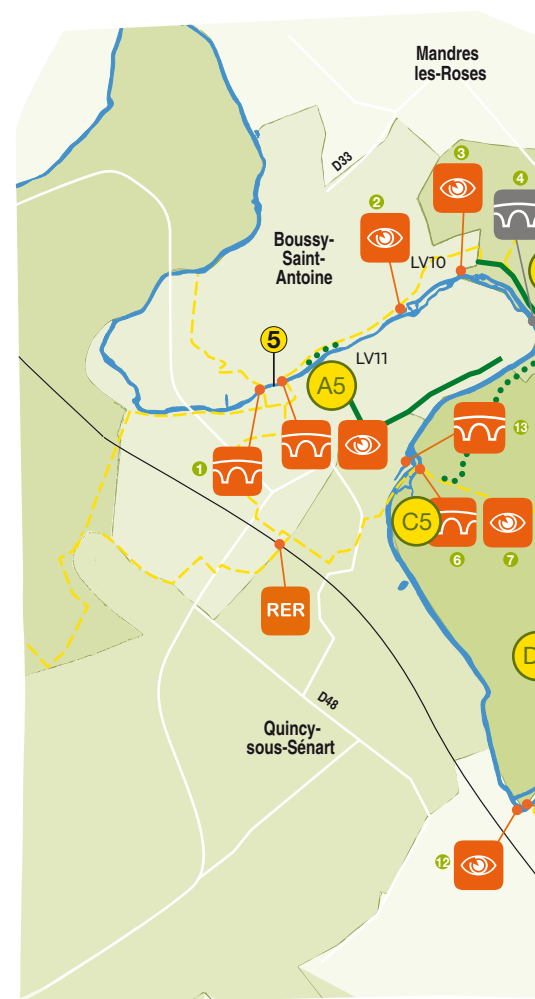 Mandres
les-Roses
D33
3
4
2
Boussy-
Saint-
Antoine
LV10
5
LV11
A5
13
1
C5
6
7
RER
D
D48
Quincy-
sous-Sénart
12